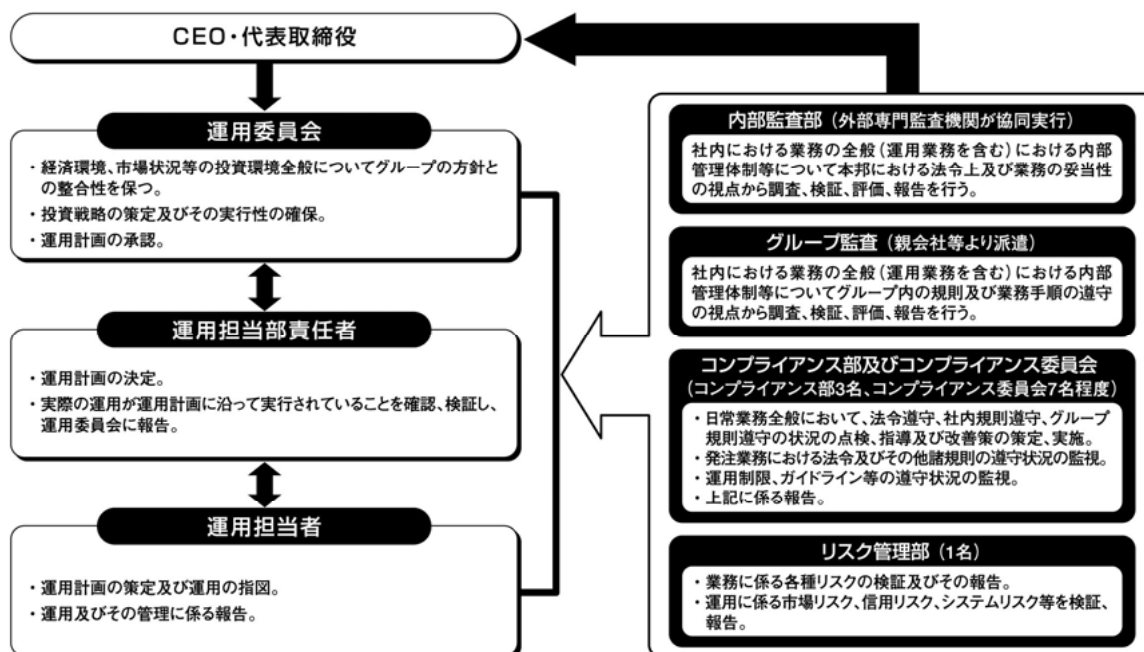 CEO・代表取締役
運用委員会
・経済環境、市場状況等の投資環境全般についてグループの方針と
の整合性を保つ。
・投資戦略の策定及びその実行性の確保。
・運用計画の承認。
運用担当部責任者
・運用計画の決定。
・実際の運用が運用計画に沿って実行されていることを確認、検証し、
運用委員会に報告。
運用担当者
・運用計画の策定及び運用の指図。
・運用及びその管理に係る報告。
内部監査部（外部専門監査機関が協同実行）
社内における業務の全般（運用業務を含む）における内部
管理体制等について本邦における法令上及び業務の妥当性
の視点から調査、検証、評価、報告を行う。
グループ監査（親会社等より派遣）
社内における業務の全般（運用業務を含む）における内部
管理体制等についてグループ内の規則及び業務手順の遵守
の視点から調査、検証、評価、報告を行う。
コンプライアンス部及びコンプライアンス委員会
（コンプライアンス部3名、コンプライアンス委員会7名程度）
・日常業務全般において、法令遵守、社内規則遵守、グループ
規則遵守の状況の点検、指導及び改善策の策定、実施。
・発注業務における法令及びその他諸規則の遵守状況の監視。
・運用制限、ガイドライン等の遵守状況の監視。
・上記に係る報告。
リスク管理部（1名）
・業務に係る各種リスクの検証及びその報告。
・運用に係る市場リスク、信用リスク、システムリスク等を検証、
報告。